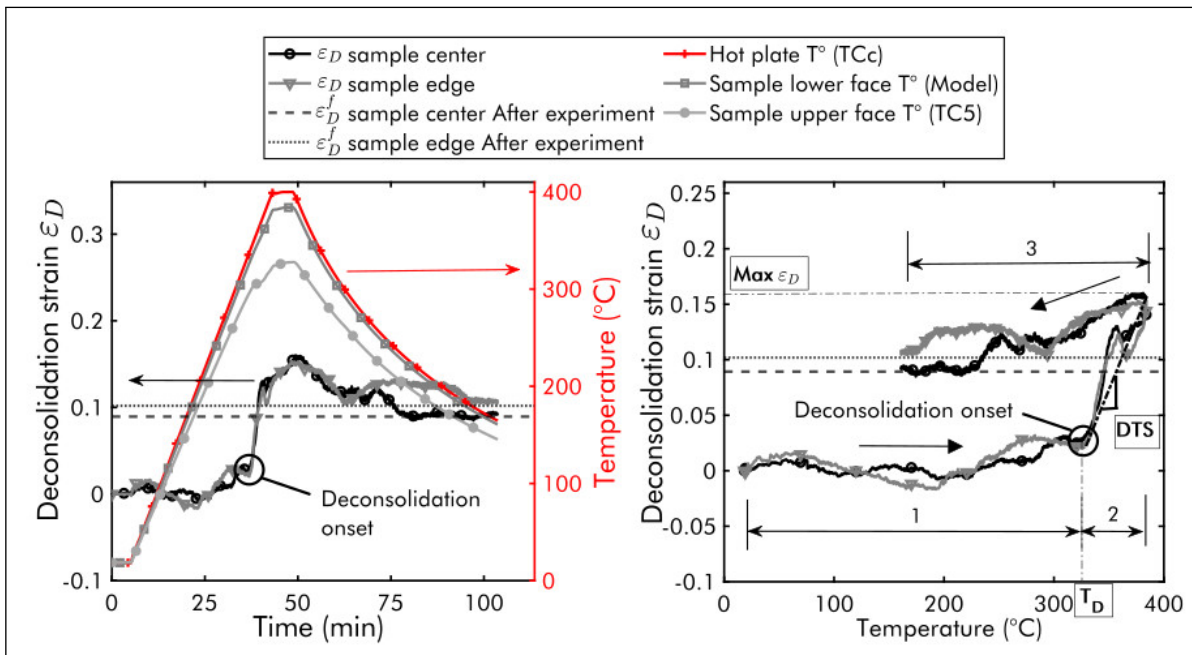 ε_D sample center
ε_D sample edge
ε_D^f sample center After experiment
ε_D^f sample edge After experiment
Hot plate T° (TCc)
Sample lower face T° (Model)
Sample upper face T° (TC5)
Deconsolidation strain ε_D
0.3
0.2
0.1
0
-0.1
0
25
50
75
100
Time (min)
400
300
200
100
0
Temperature (°C)
Deconsolidation
onset
Deconsolidation strain ε_D
0.25
0.2
0.15
0.1
0.05
0
-0.05
-0.1
0
100
200
300
400
Temperature (°C)
Max ε_D
3
Deconsolidation onset
DTS
1
2
T_D